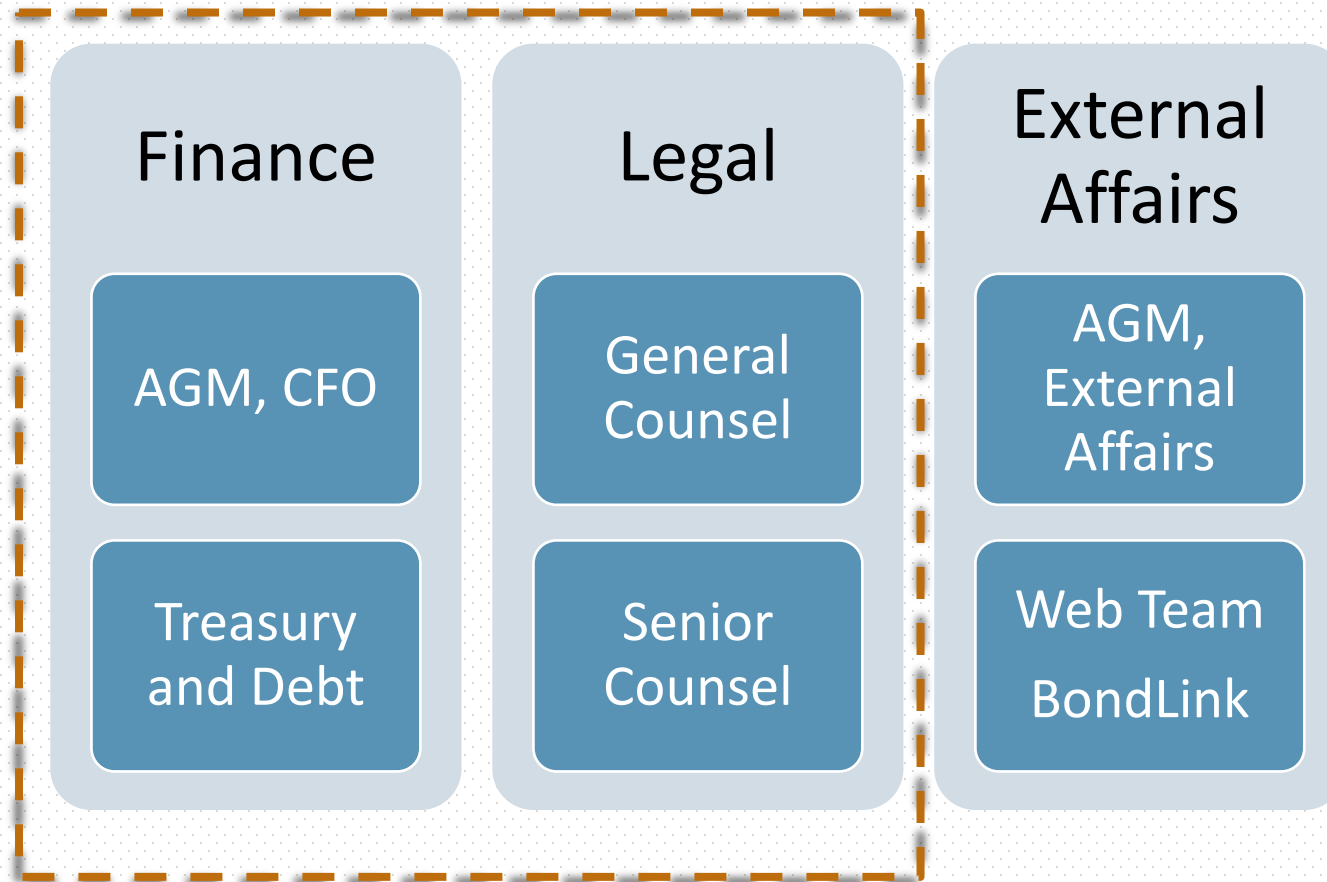 Finance
AGM, CFO
Treasury
and Debt
Legal
General
Counsel
Senior
Counsel
External
Affairs
AGM,
External
Affairs
Web Team
BondLink